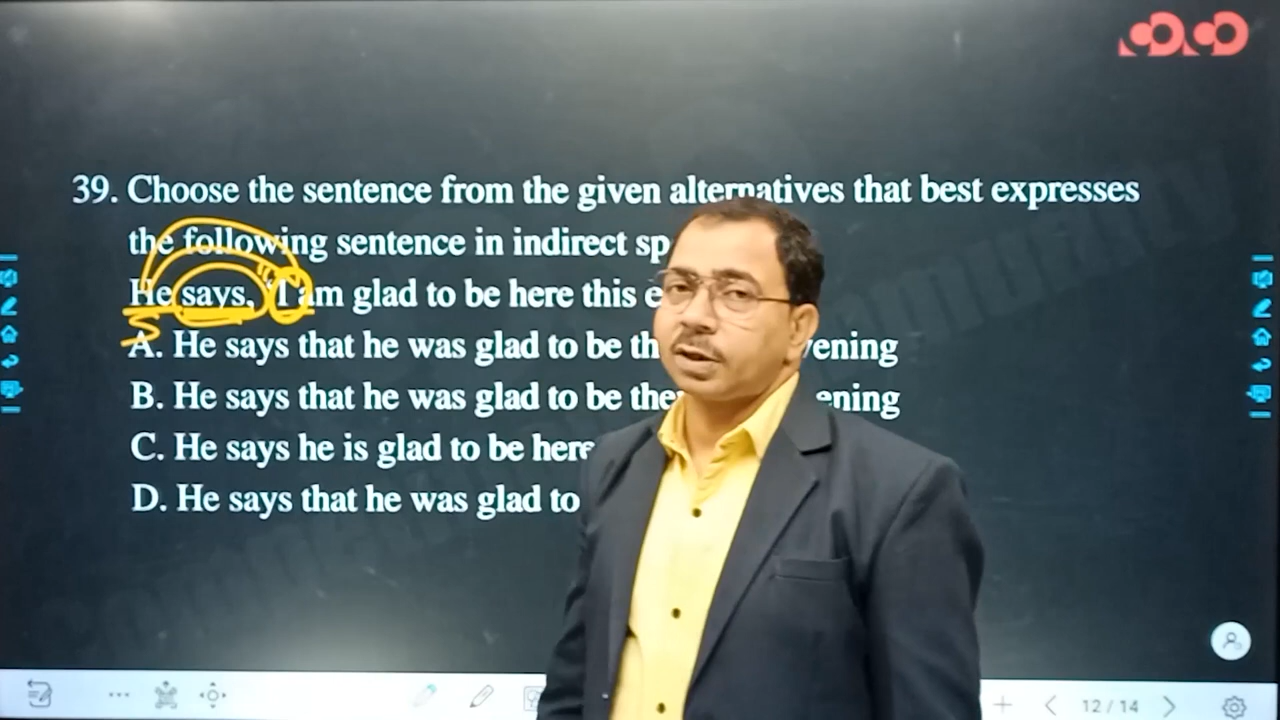 39. Choose the sentence from the given alternatives that best expresses
the following sentence in indirect
He says, "I am glad to be here this
A. He says that he was glad to be
B. He says that he was glad to be
C. He says he is glad to be here
D. He says that he was glad to
12 / 14